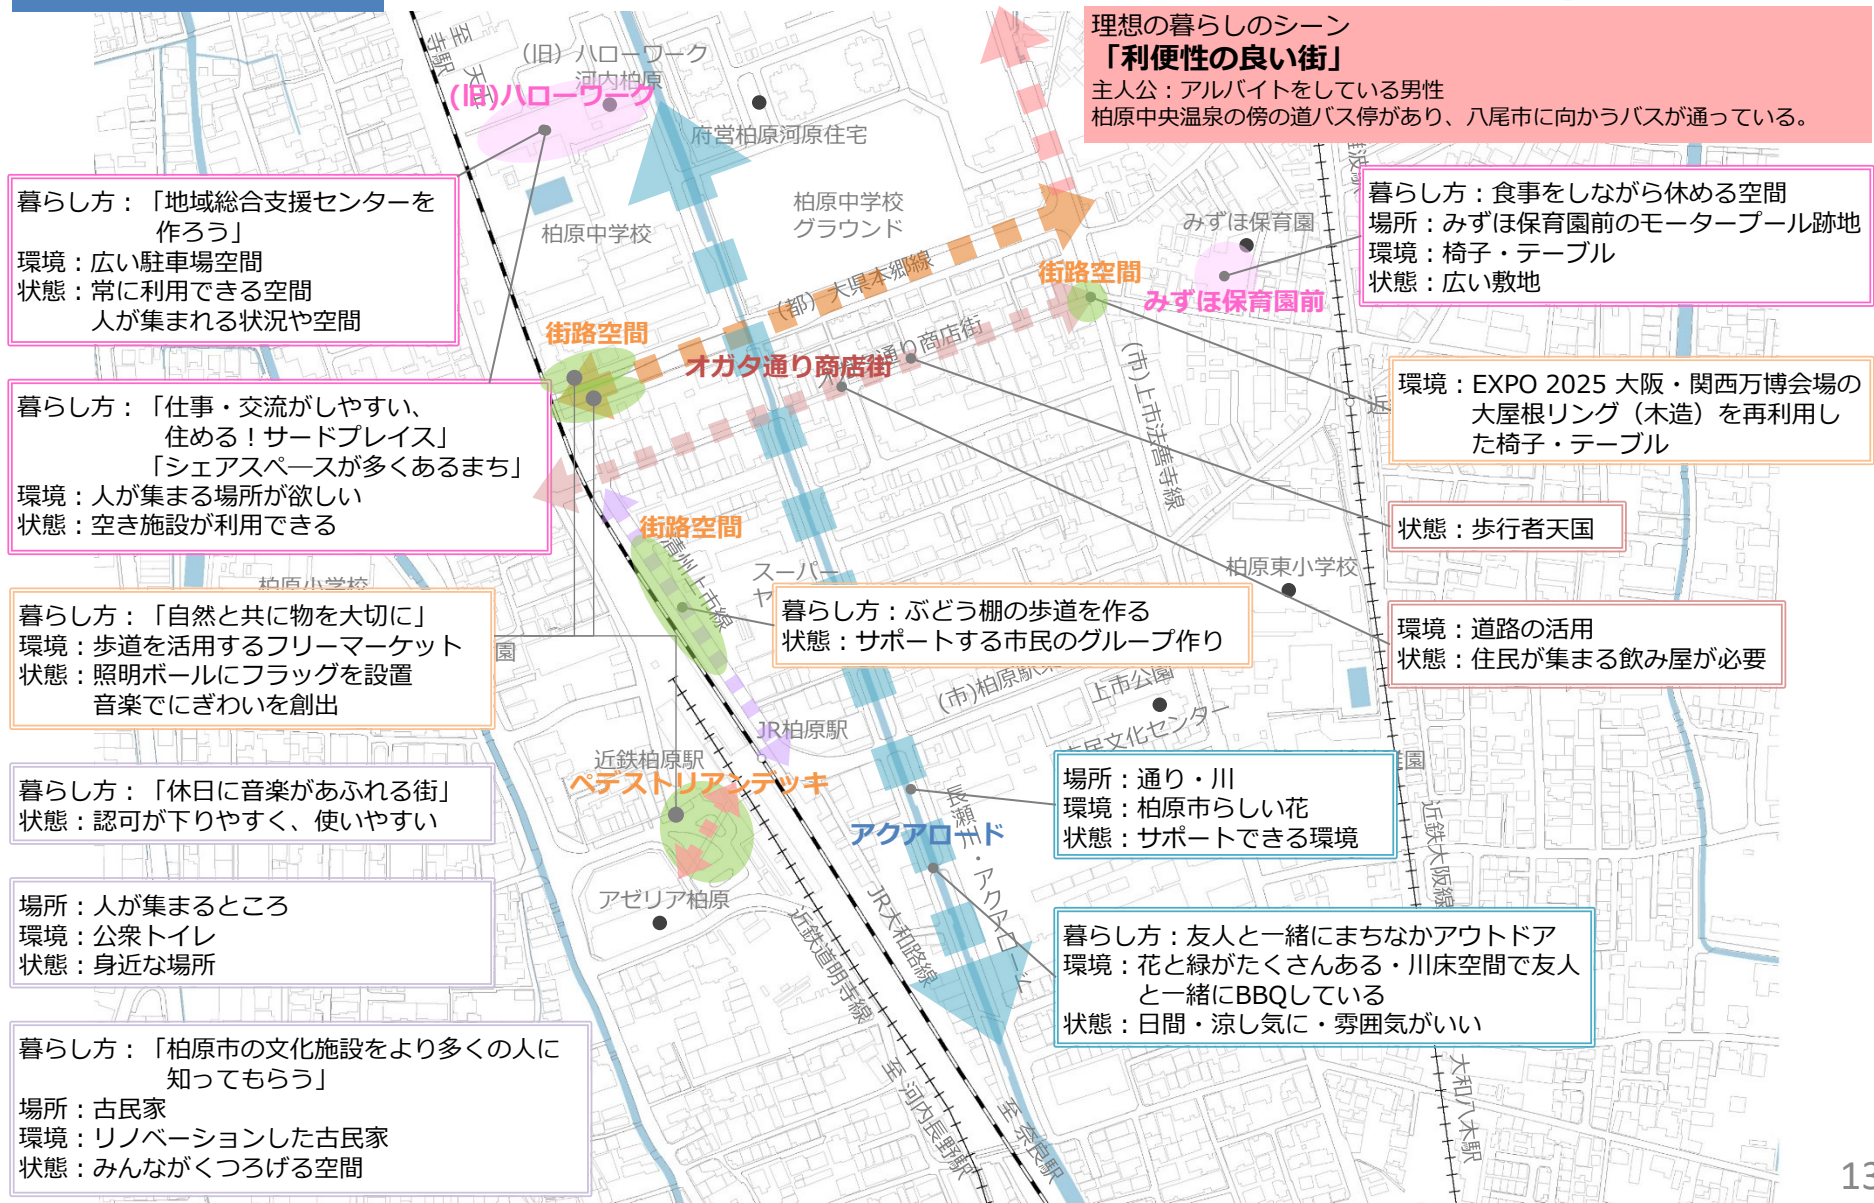 理想の暮らしのシーン
「利便性の良い街」
主人公：アルバイトをしている男性
柏原中央温泉の傍の道バス停があり、八尾市に向かうバスが通っている。
(旧）ハローワーク
河内柏原
(旧)ハローワーク
府営柏原河原住宅
暮らし方：「地域総合支援センターを
作ろう」
環境：広い駐車場空間
状態：常に利用できる空間
人が集まれる状況や空間
柏原中学校
柏原中学校
グラウンド
みずほ保育園
みずほ保育園前
暮らし方：食事をしながら休める空間
場所：みずほ保育園前のモータープール跡地
環境：椅子・テーブル
状態：広い敷地
(都）大県本郷線
街路空間
街路空間
オガタ通り商店街
通り商店街
(市)上市法善寺線
環境：EXPO 2025 大阪・関西万博会場の
大屋根リング（木造）を再利用し
た椅子・テーブル
暮らし方：「仕事・交流がしやすい、
住める！サードプレイス」
「シェアスペースが多くあるまち」
環境：人が集まる場所が欲しい
状態：空き施設が利用できる
街路空間
状態：歩行者天国
スーパー
柏原東小学校
柏原小学校
暮らし方：「自然と共に物を大切に」
環境：歩道を活用するフリーマーケット
状態：照明ポールにフラッグを設置
音楽でにぎわいを創出
園
暮らし方：ぶどう棚の歩道を作る
状態：サポートする市民のグループ作り
環境：道路の活用
状態：住民が集まる飲み屋が必要
上市公園
JR柏原駅
近鉄柏原駅
ペデストリアンデッキ
暮らし方：「休日に音楽があふれる街」
状態：認可が下りやすく、使いやすい
場所：通り・川
環境：柏原市らしい花
状態：サポートできる環境
園
アクアロード
長瀬川・アクアロード
近鉄大阪線
アゼリア柏原
JR大和路線
近鉄道明寺線
場所：人が集まるところ
環境：公衆トイレ
状態：身近な場所
暮らし方：友人と一緒にまちなかアウトドア
環境：花と緑がたくさんある・川床空間で友人
と一緒にBBQしている
状態：日間・涼し気に・雰囲気がいい
暮らし方：「柏原市の文化施設をより多くの人に
知ってもらう」
場所：古民家
環境：リノベーションした古民家
状態：みんながくつろげる空間
至 河内長野駅
至 奈良駅
大和八木駅
13